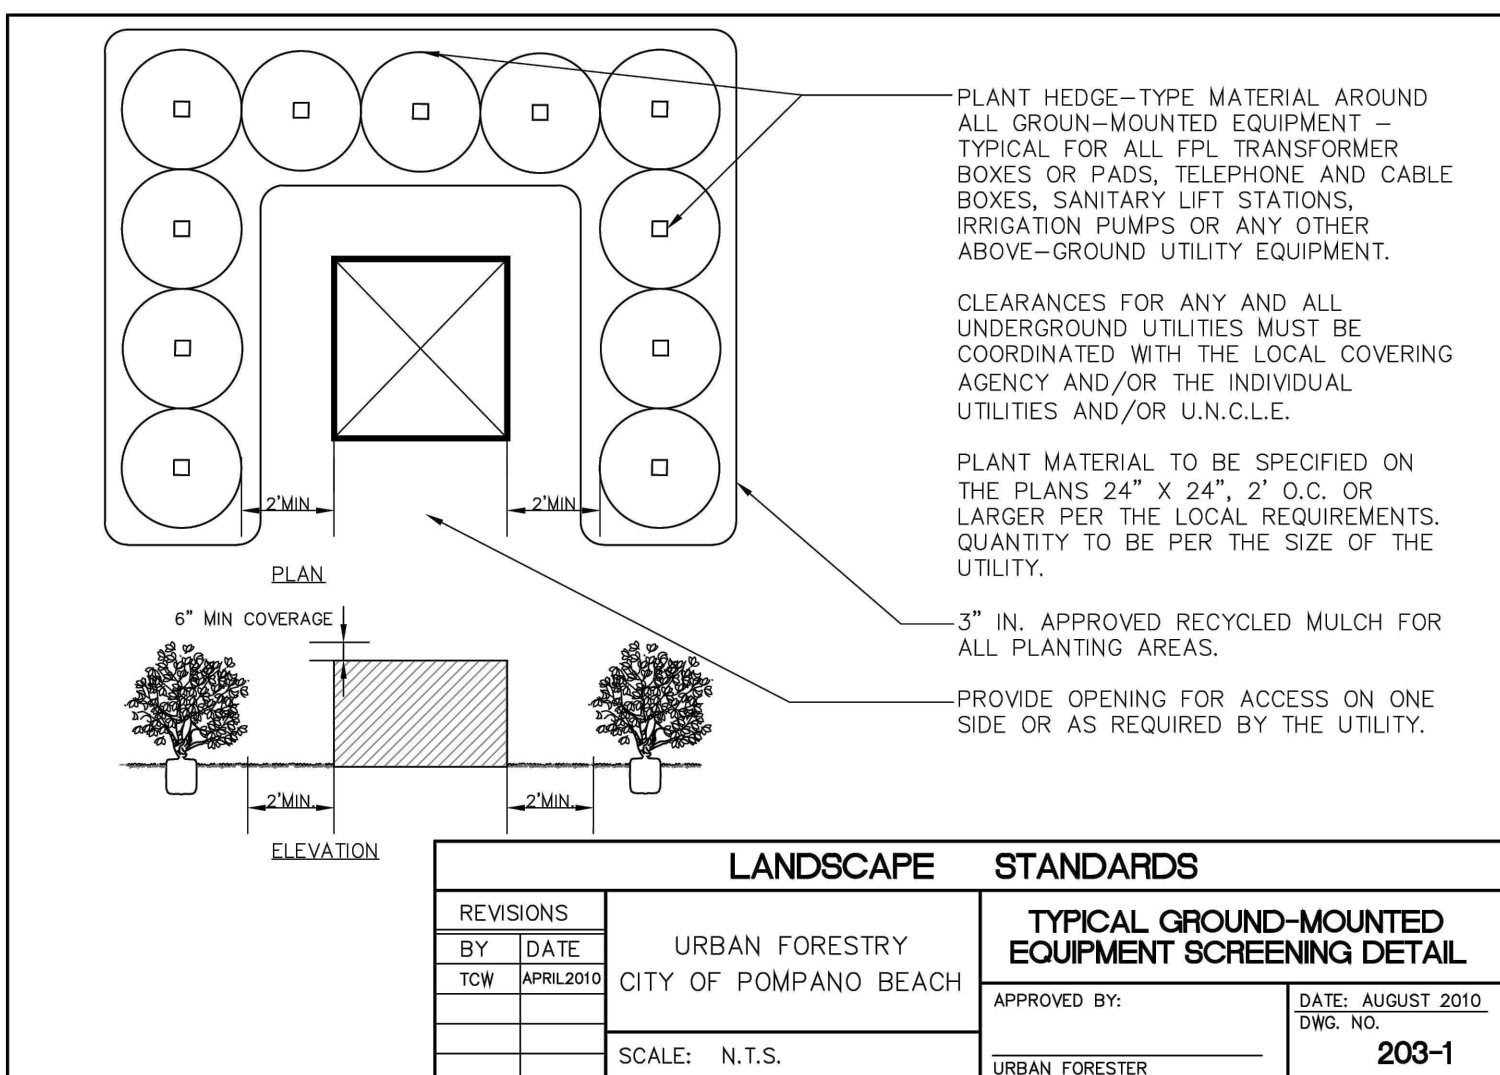 PLANT HEDGE-TYPE MATERIAL AROUND
ALL GROUN-MOUNTED EQUIPMENT -
TYPICAL FOR ALL FPL TRANSFORMER
BOXES OR PADS, TELEPHONE AND CABLE
BOXES, SANITARY LIFT STATIONS,
IRRIGATION PUMPS OR ANY OTHER
ABOVE-GROUND UTILITY EQUIPMENT.
CLEARANCES FOR ANY AND ALL
UNDERGROUND UTILITIES MUST BE
COORDINATED WITH THE LOCAL COVERING
AGENCY AND/OR THE INDIVIDUAL
UTILITIES AND/OR U.N.C.L.E.
PLANT MATERIAL TO BE SPECIFIED ON
THE PLANS 24" X 24", 2' O.C. OR
LARGER PER THE LOCAL REQUIREMENTS.
QUANTITY TO BE PER THE SIZE OF THE
UTILITY.
3" IN. APPROVED RECYCLED MULCH FOR
ALL PLANTING AREAS.
PROVIDE OPENING FOR ACCESS ON ONE
SIDE OR AS REQUIRED BY THE UTILITY.
2'MIN
2'MIN
PLAN
6" MIN COVERAGE
2'MIN.
2'MIN.
ELEVATION
LANDSCAPE STANDARDS
REVISIONS
BY DATE
TCW APRIL2010
URBAN FORESTRY
CITY OF POMPANO BEACH
SCALE: N.T.S.
TYPICAL GROUND-MOUNTED
EQUIPMENT SCREENING DETAIL
APPROVED BY:
URBAN FORESTER
DATE: AUGUST 2010
DWG. NO.
203-1